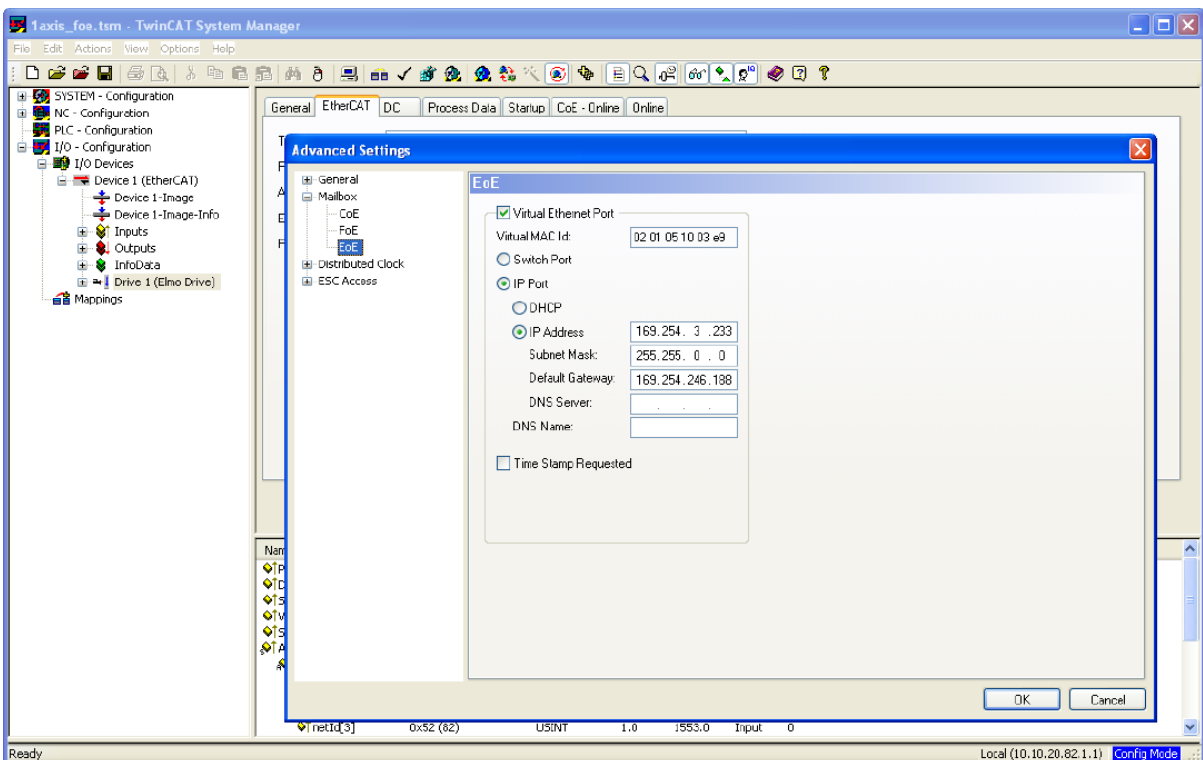 1axis_foe.tsm - TwinCAT System Manager
File Edit Actions View Options Help
SYSTEM - Configuration
NC - Configuration
PLC - Configuration
I/O - Configuration
I/O Devices
Device 1 (EtherCAT)
Device 1-Image
Device 1-Image-Info
Inputs
Outputs
InfoData
Drive 1 (Elmo Drive)
Mappings
General EtherCAT DC Process Data Startup CoE - Online Online
Advanced Settings
General
Mailbox
CoE
FoE
EoE
Distributed Clock
ESC Access
EoE
Virtual Ethernet Port
Virtual MAC Id: 02 01 05 10 03 e9
Switch Port
IP Port
DHCP
IP Address 169.254. 3 .233
Subnet Mask: 255.255. 0 . 0
Default Gateway: 169.254.246.188
DNS Server: . . .
DNS Name:
Time Stamp Requested
OK Cancel
netId[3] 0x52 (82) USINT 1.0 1553.0 Input 0
Ready Local (10.10.20.82.1.1) Config Mode